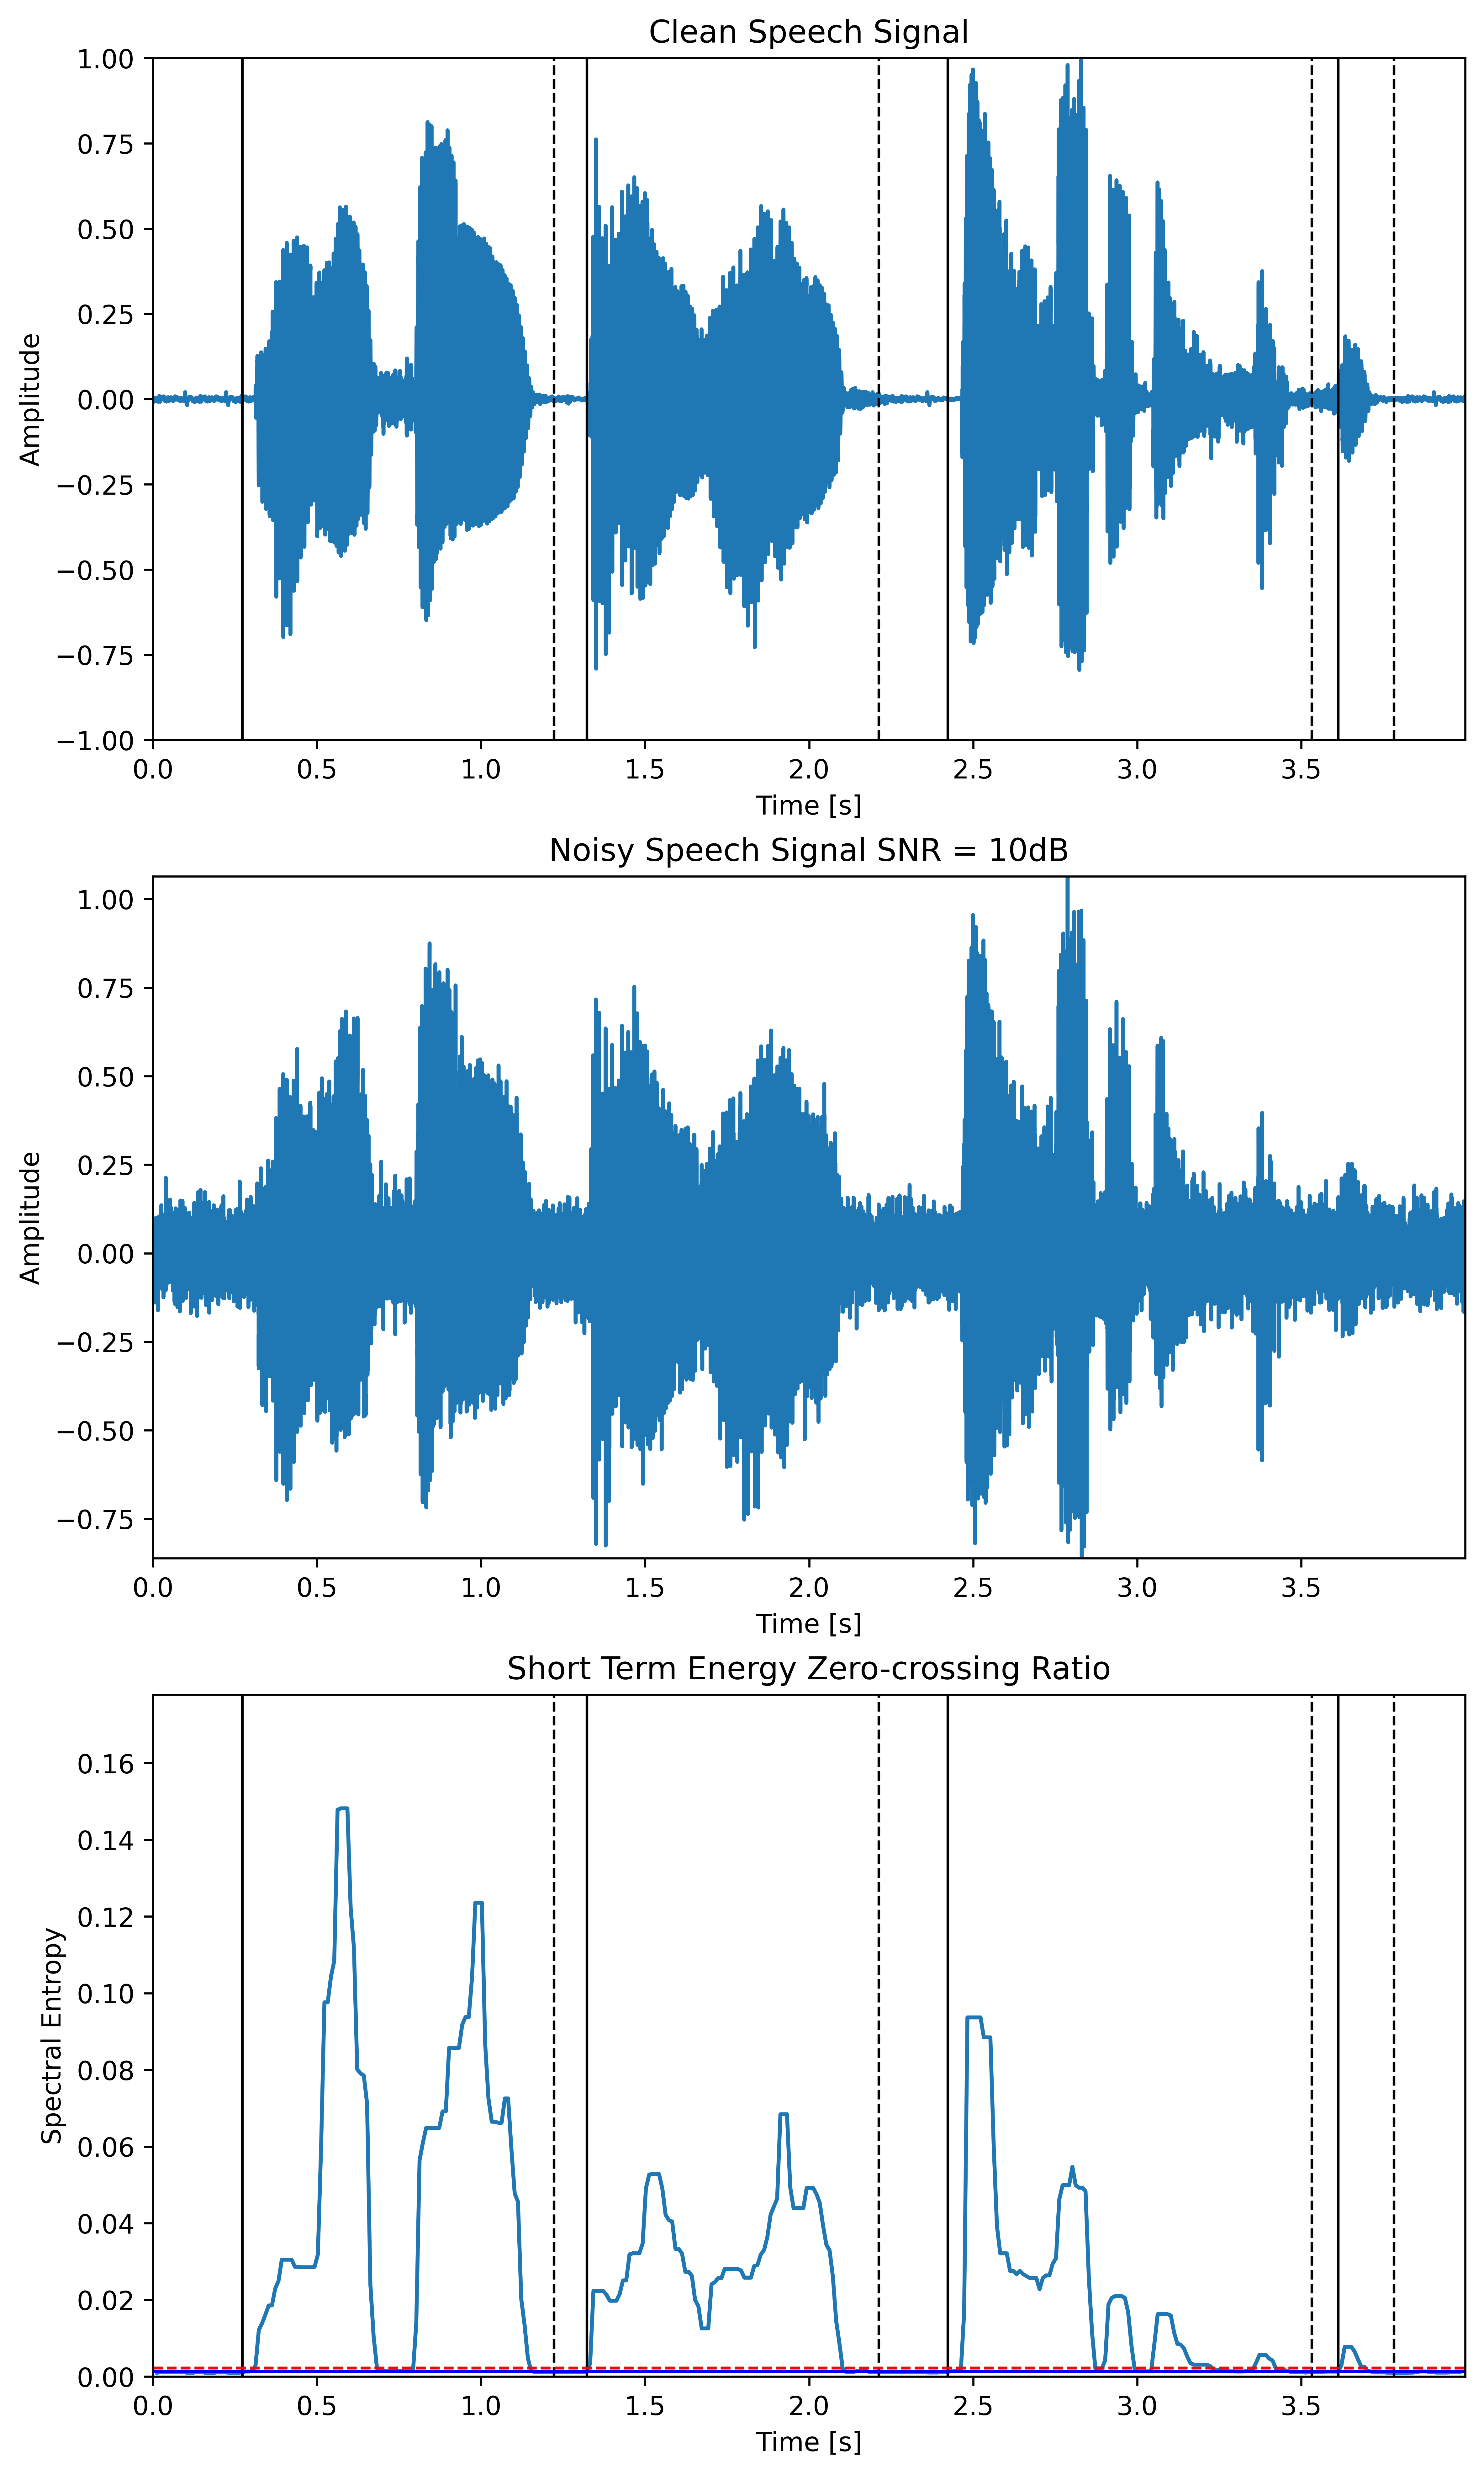 Clean Speech Signal
1.00
0.75
0.50
0.25
0.00
−0.25
−0.50
−0.75
−1.00
Amplitude
0.0 0.5 1.0 1.5 2.0 2.5 3.0 3.5
Time [s]
Noisy Speech Signal SNR = 10dB
1.00
0.75
0.50
0.25
0.00
−0.25
−0.50
−0.75
Amplitude
0.0 0.5 1.0 1.5 2.0 2.5 3.0 3.5
Time [s]
Short Term Energy Zero-crossing Ratio
0.16
0.14
0.12
0.10
0.08
0.06
0.04
0.02
0.00
Spectral Entropy
0.0 0.5 1.0 1.5 2.0 2.5 3.0 3.5
Time [s]